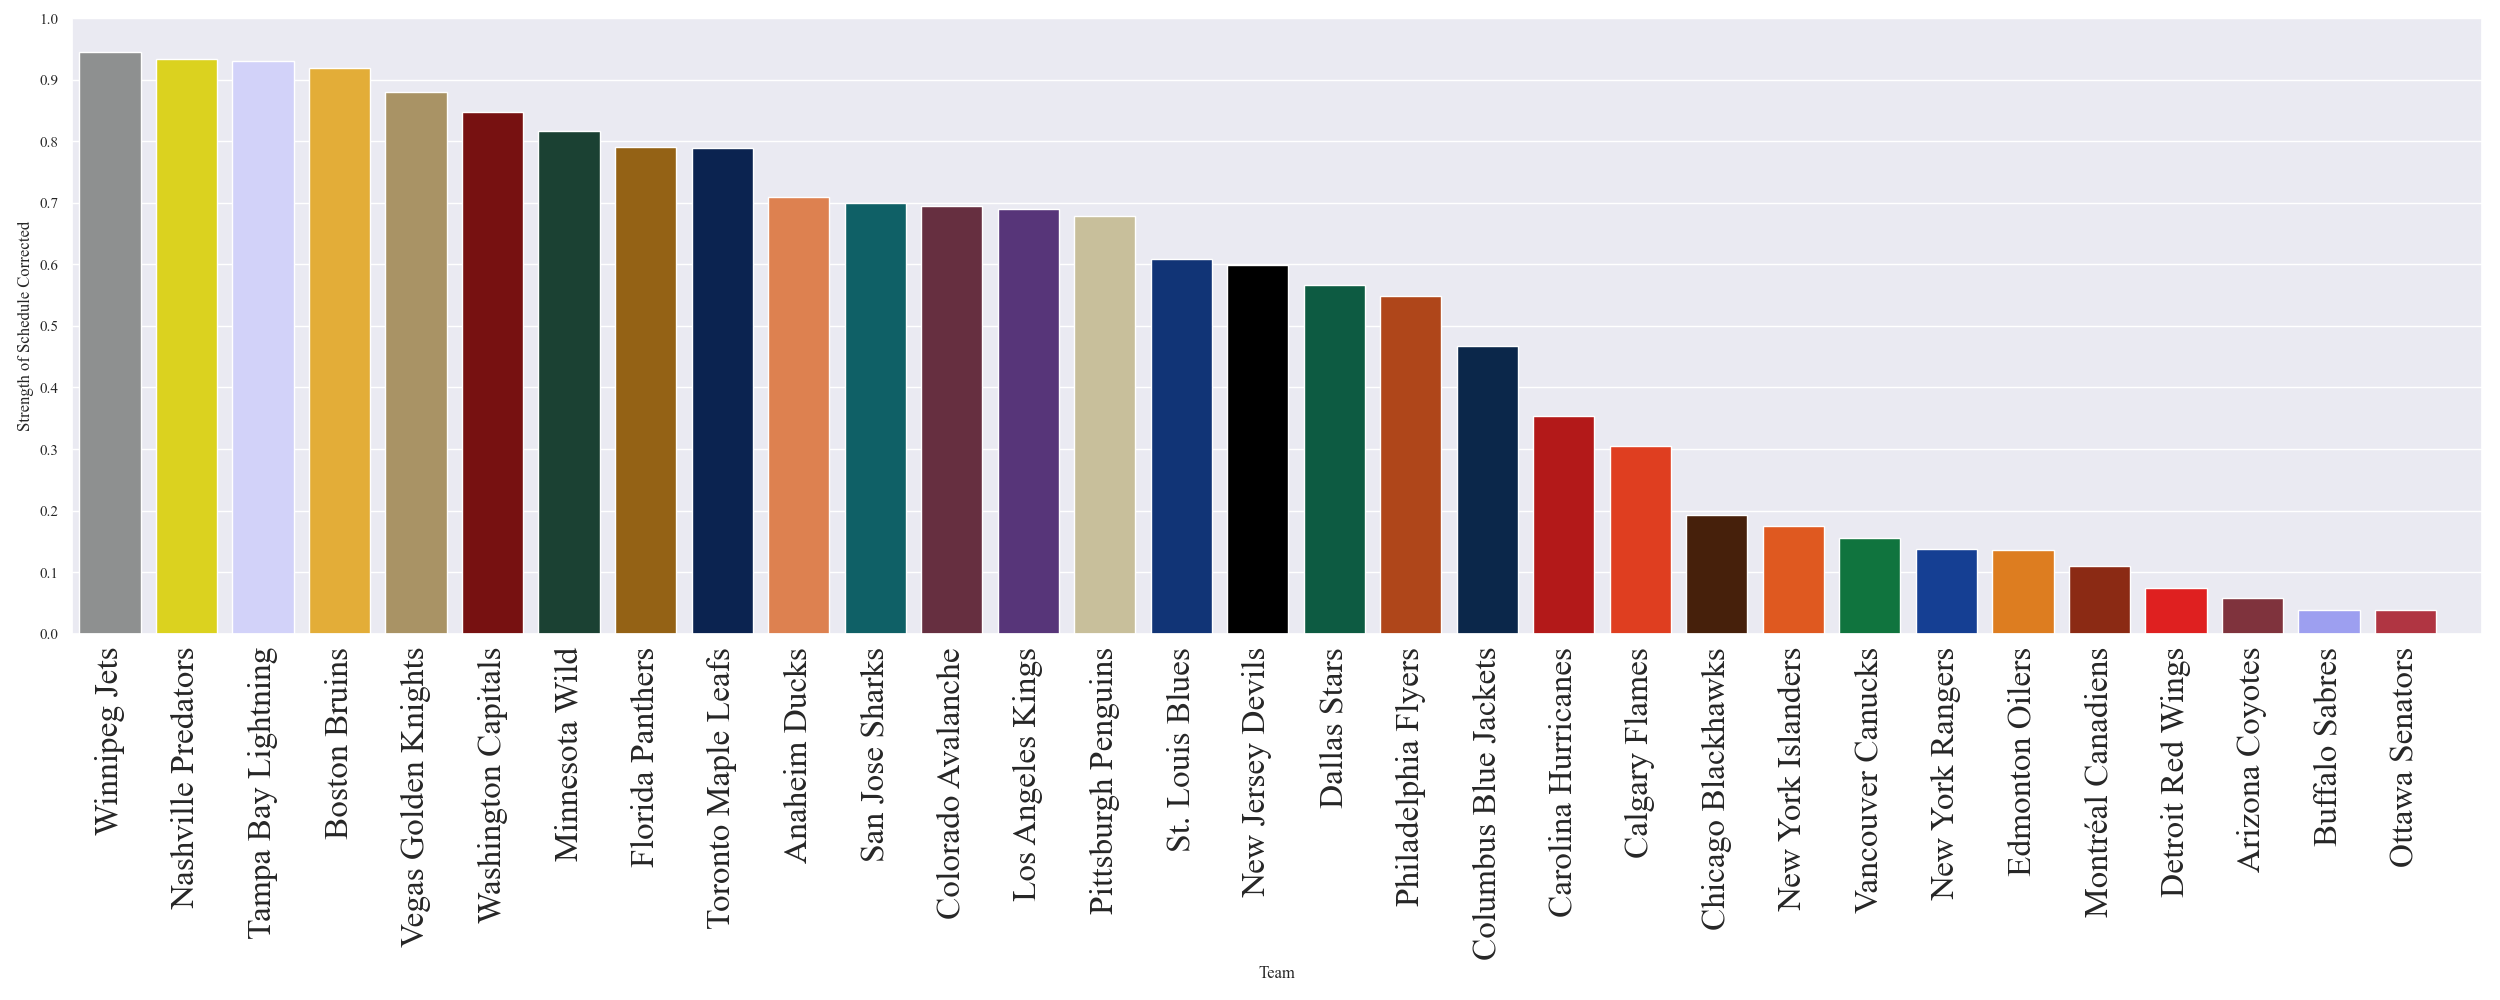 1.0
0.9
0.8
0.7
0.6
0.5
0.4
0.3
0.2
0.1
0.0
Strength of Schedule Corrected
Winnipeg Jets
Nashville Predators
Tampa Bay Lightning
Boston Bruins
Vegas Golden Knights
Washington Capitals
Minnesota Wild
Florida Panthers
Toronto Maple Leafs
Anaheim Ducks
San Jose Sharks
Colorado Avalanche
Los Angeles Kings
Pittsburgh Penguins
St. Louis Blues
New Jersey Devils
Dallas Stars
Philadelphia Flyers
Columbus Blue Jackets
Carolina Hurricanes
Calgary Flames
Chicago Blackhawks
New York Islanders
Vancouver Canucks
New York Rangers
Edmonton Oilers
Montréal Canadiens
Detroit Red Wings
Arizona Coyotes
Buffalo Sabres
Ottawa Senators
Team